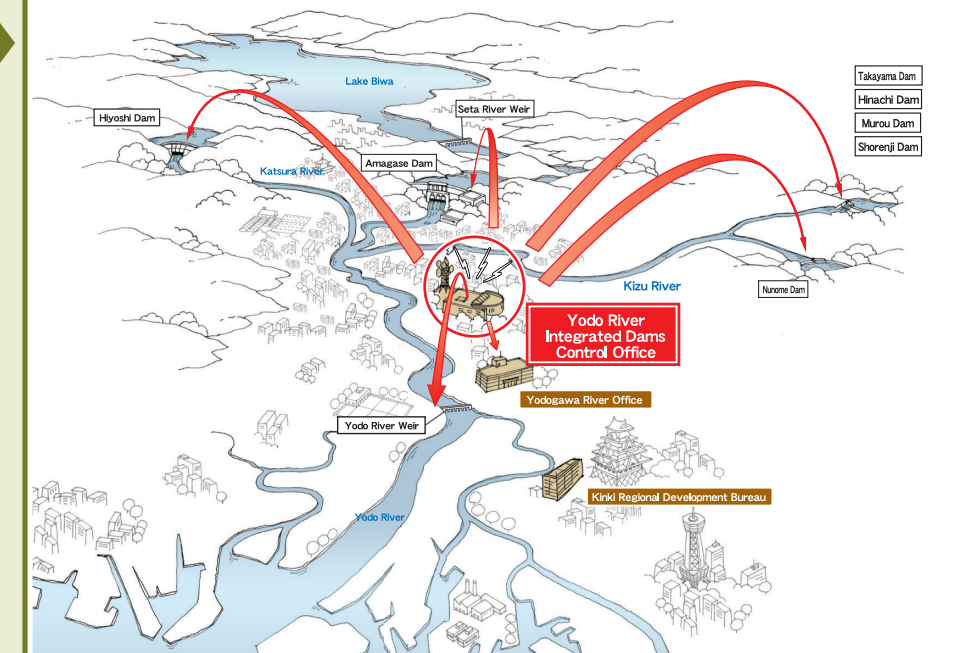 Lake Biwa
Takayama Dam
Hinachi Dam
Murou Dam
Shorenji Dam
Hiyoshi Dam
Seta River Weir
Amagase Dam
Katsura River
Kizu River
Nunome Dam
Yodo River
Integrated Dams
Control Office
Yodogawa River Office
Yodo River Weir
Kinki Regional Development Bureau
Yodo River